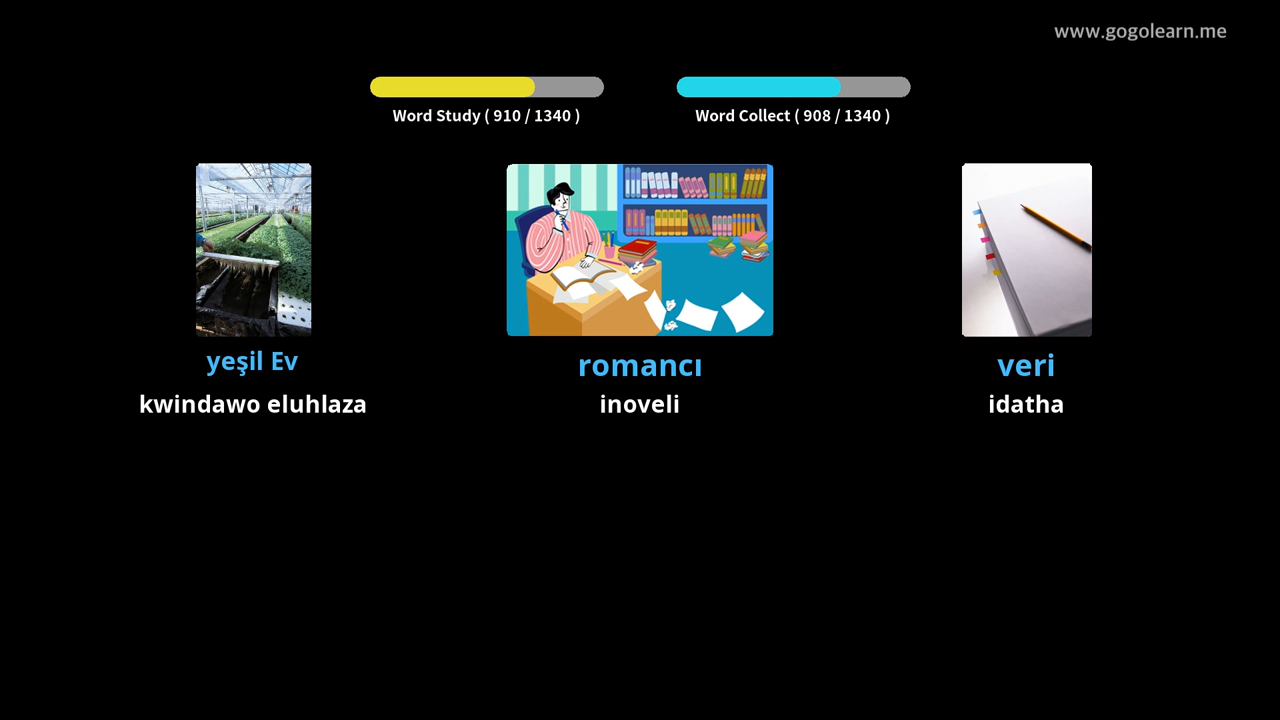 www.gogolearn.me
Word Study ( 910 / 1340 )
Word Collect ( 908 / 1340 )
yeşil Ev
romancı
veri
kwindawo eluhlaza
inoveli
idatha